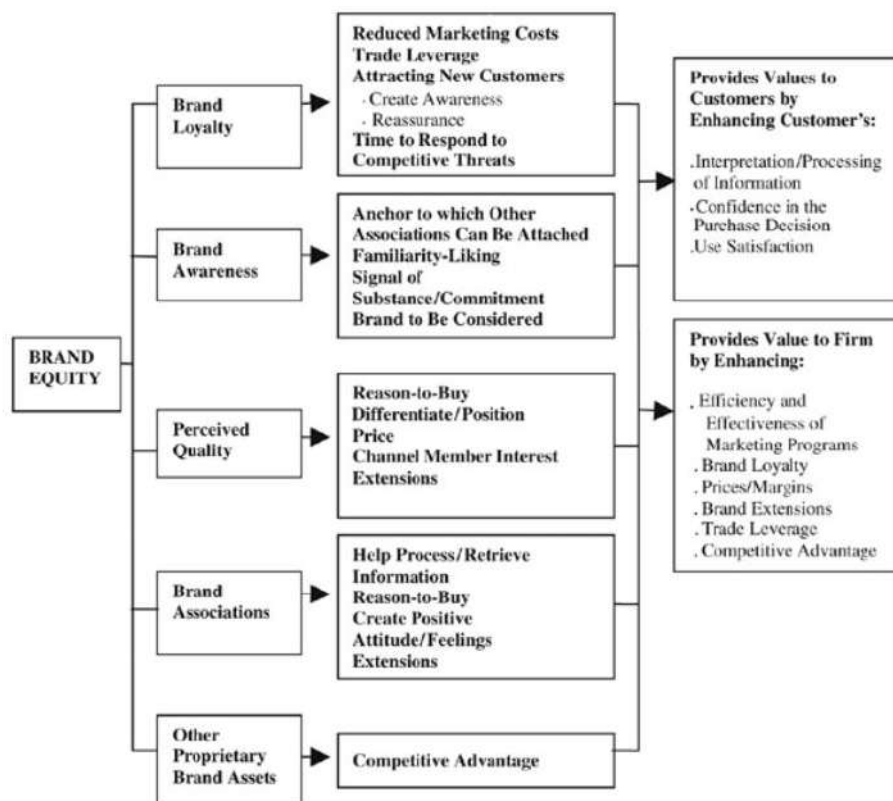 BRAND
EQUITY
Brand
Loyalty
Reduced Marketing Costs
Trade Leverage
Attracting New Customers
· Create Awareness
· Reassurance
Time to Respond to
Competitive Threats
Brand
Awareness
Anchor to which Other
Associations Can Be Attached
Familiarity-Liking
Signal of
Substance/Commitment
Brand to Be Considered
Perceived
Quality
Reason-to-Buy
Differentiate/Position
Price
Channel Member Interest
Extensions
Brand
Associations
Help Process/Retrieve
Information
Reason-to-Buy
Create Positive
Attitude/Feelings
Extensions
Other
Proprietary
Brand Assets
Competitive Advantage
Provides Values to
Customers by
Enhancing Customer's:
.Interpretation/Processing
of Information
.Confidence in the
Purchase Decision
.Use Satisfaction
Provides Value to Firm
by Enhancing:
. Efficiency and
Effectiveness of
Marketing Programs
. Brand Loyalty
. Prices/Margins
. Brand Extensions
. Trade Leverage
. Competitive Advantage